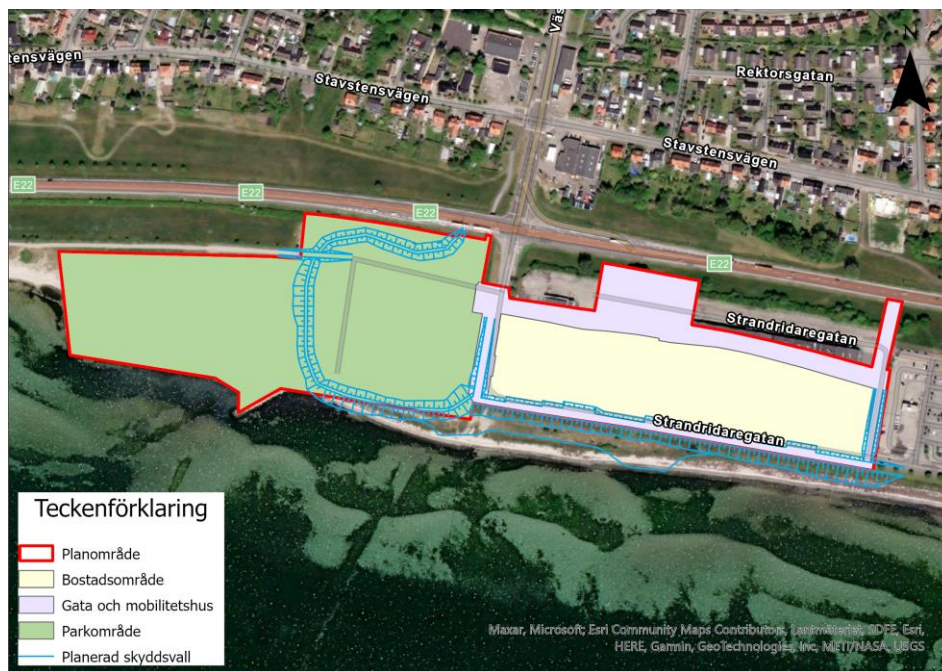 tensvägen
Stavstensvägen
Väs
Rektorsgatan
N
Stavstensvägen
E22
E22
E22
E22
Strandridaregatan
Strandridaregatan
Teckenförklaring
Planområde
Bostadsområde
Gata och mobilitetshus
Parkområde
Planerad skyddsvall
Maxar, Microsoft, Esri Community Maps Contributors, Lantmäteriet, SDFE, Esri,
HERE, Garmin, GeoTechnologies, Inc, METI/NASA, USGS